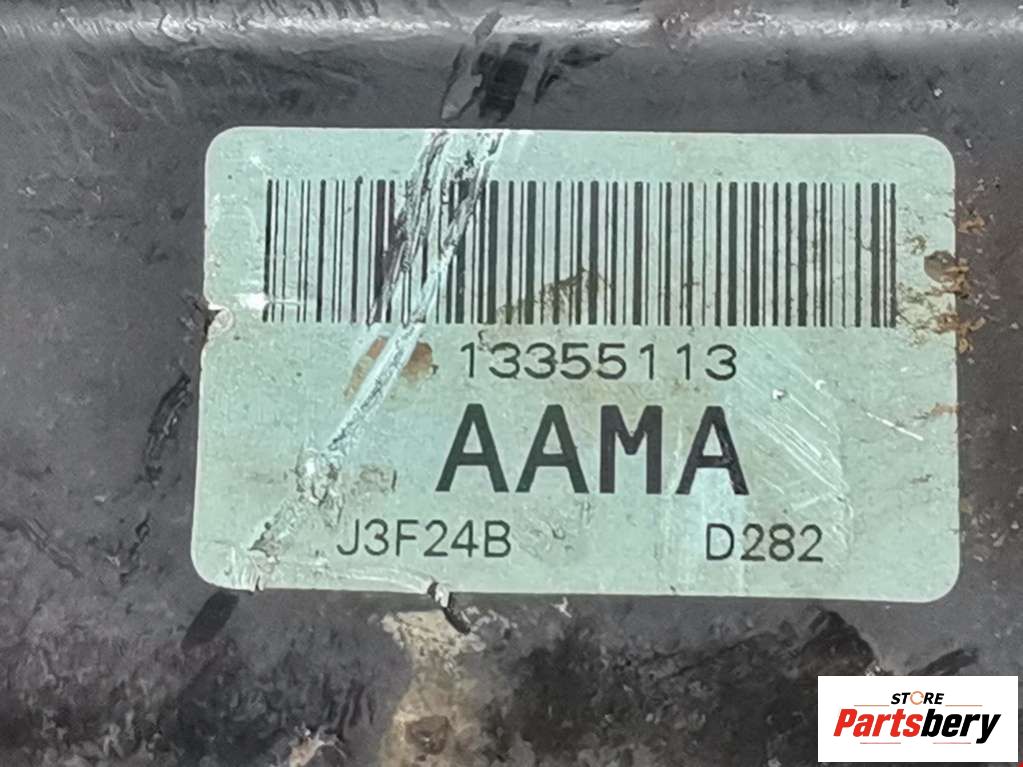 13355113
AAMA
J3F24B D282
STORE
Partsbery